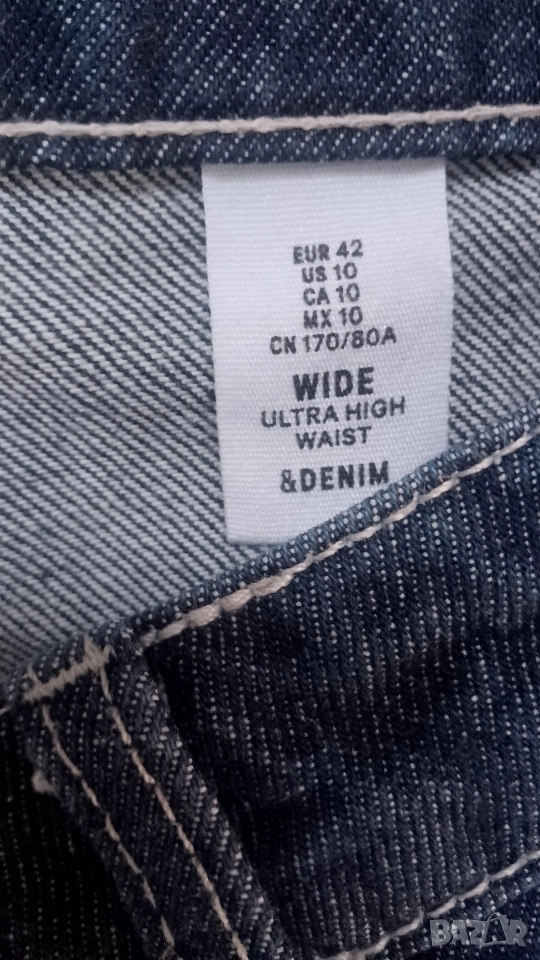 EUR 42
US 10
CA 10
MX 10
CN 170/80A
WIDE
ULTRA HIGH
WAIST
&DENIM
BAZAR